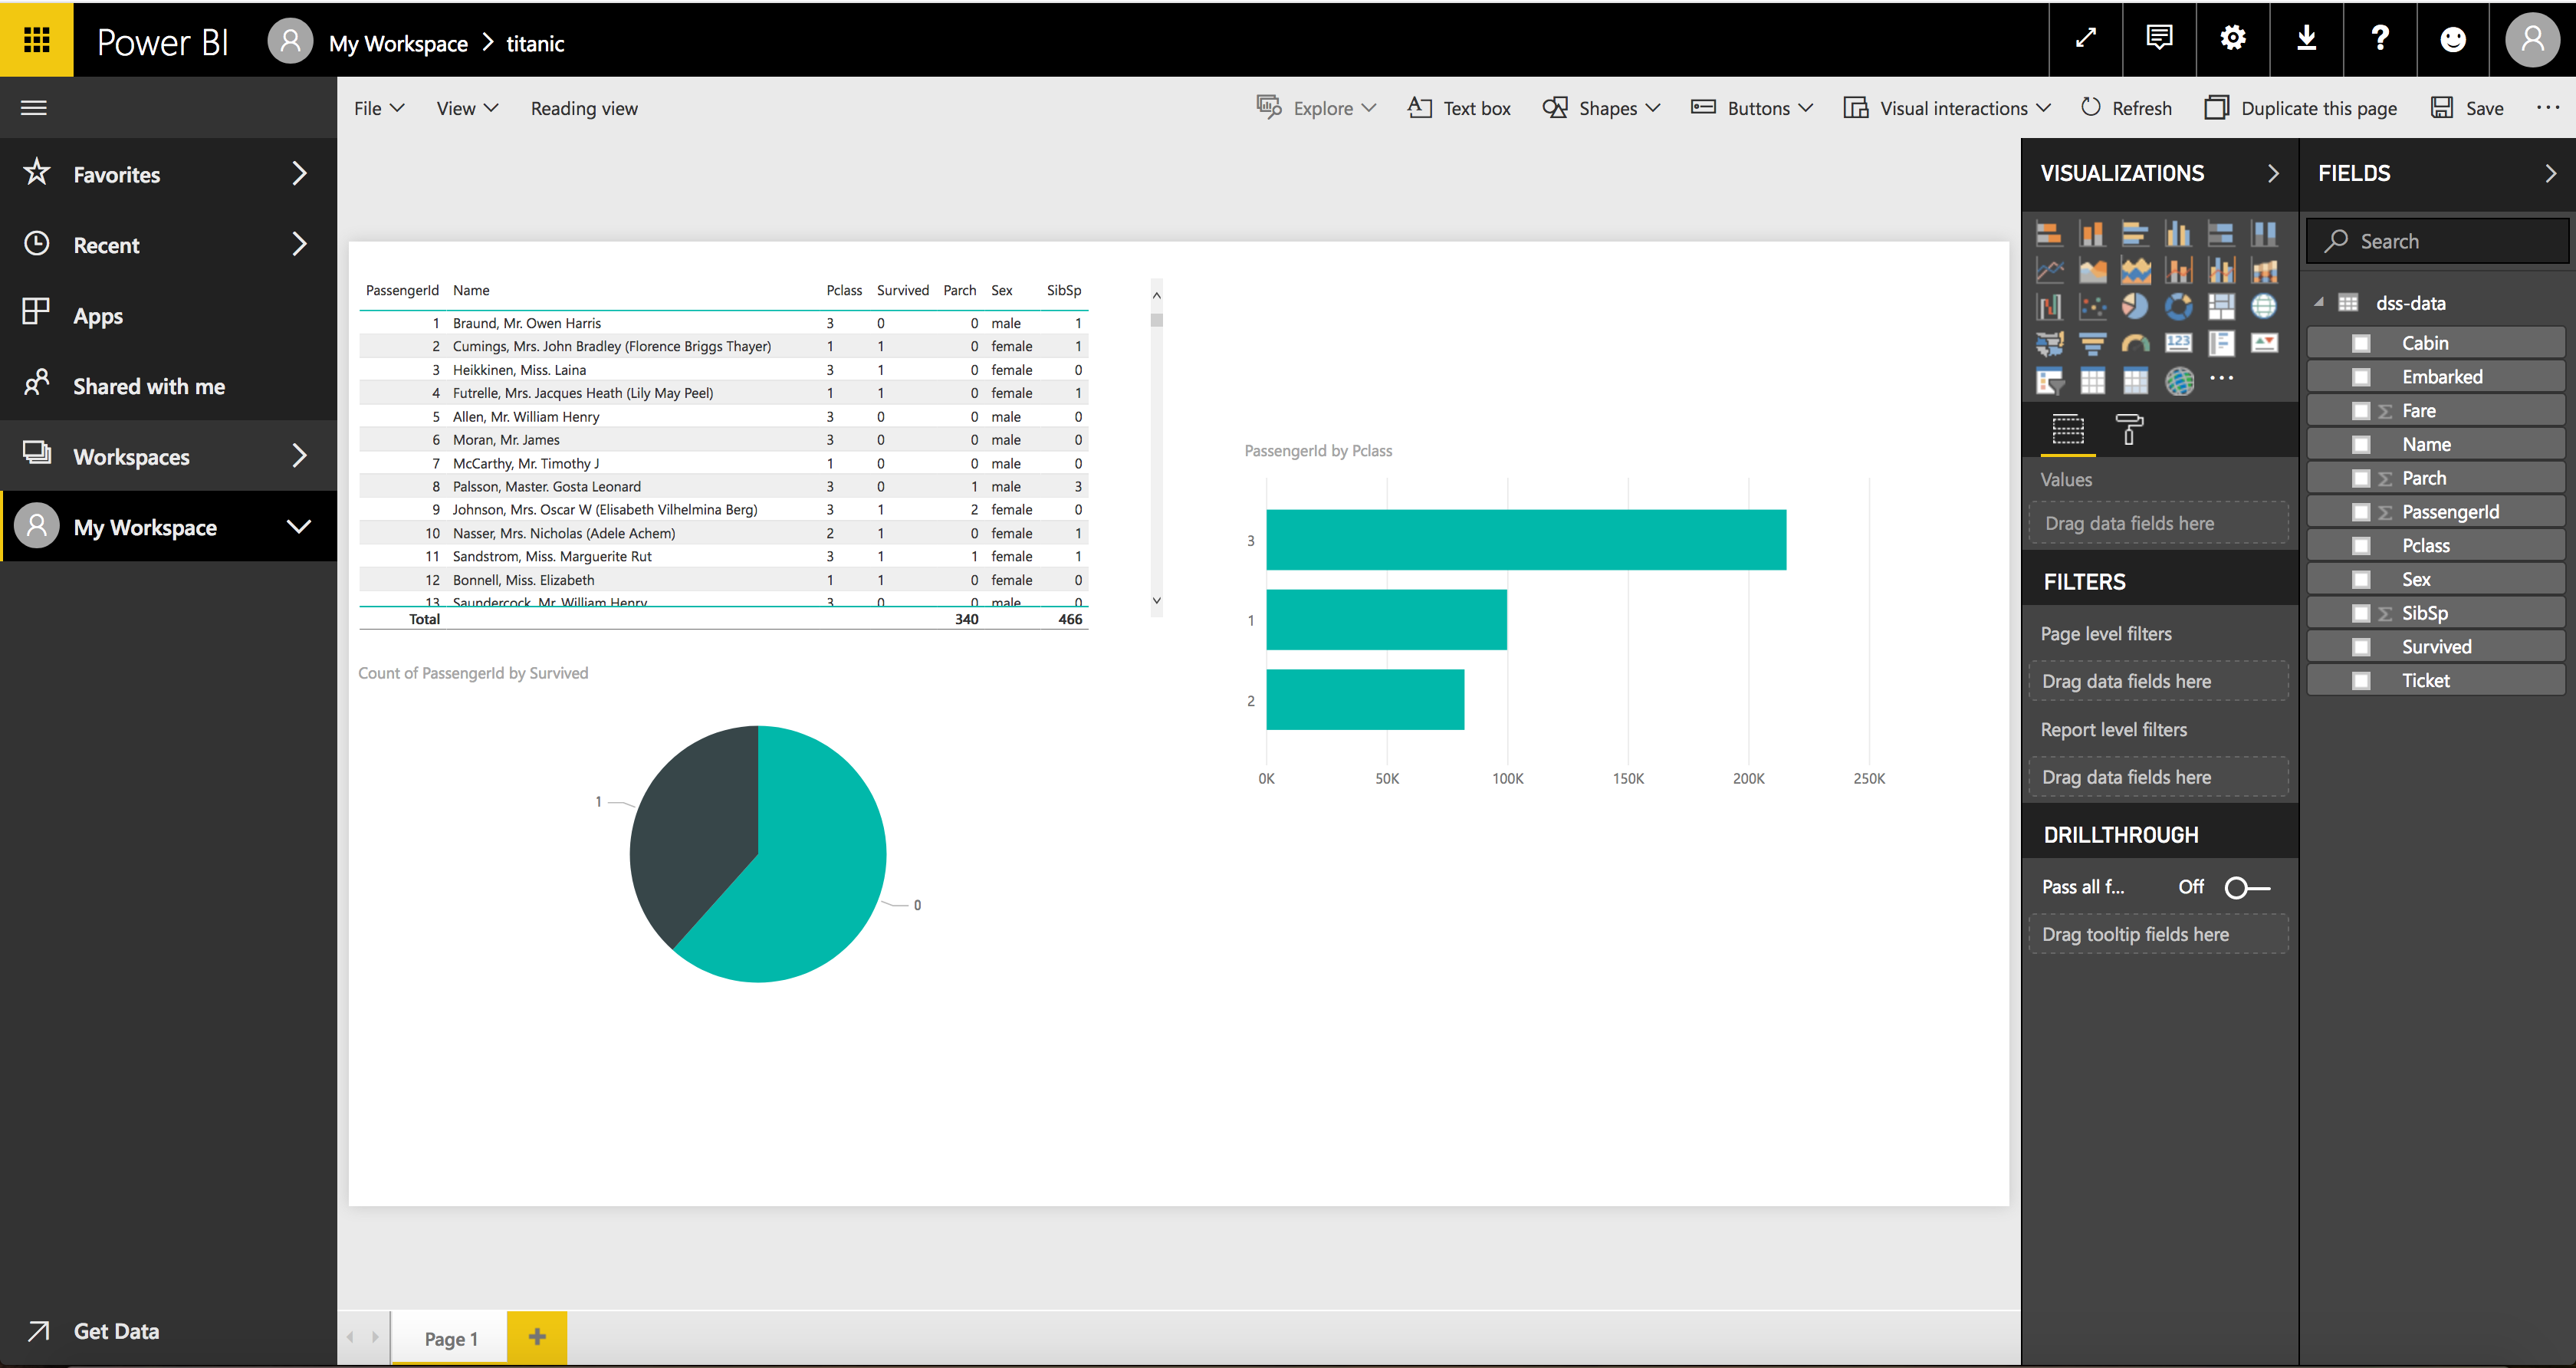 Power BI My Workspace > titanic
File View Reading view Explore Text box Shapes Buttons Visual interactions Refresh Duplicate this page Save ...
Favorites
Recent
Apps
Shared with me
Workspaces
My Workspace
Get Data
PassengerId Name Pclass Survived Parch Sex SibSp
1 Braund, Mr. Owen Harris 3 0 0 male 1
2 Cumings, Mrs. John Bradley (Florence Briggs Thayer) 1 1 0 female 1
3 Heikkinen, Miss. Laina 3 1 0 female 0
4 Futrelle, Mrs. Jacques Heath (Lily May Peel) 1 1 0 female 1
5 Allen, Mr. William Henry 3 0 0 male 0
6 Moran, Mr. James 3 0 0 male 0
7 McCarthy, Mr. Timothy J 1 0 0 male 0
8 Palsson, Master. Gosta Leonard 3 0 1 male 3
9 Johnson, Mrs. Oscar W (Elisabeth Vilhelmina Berg) 3 1 2 female 0
10 Nasser, Mrs. Nicholas (Adele Achem) 2 1 0 female 1
11 Sandstrom, Miss. Marguerite Rut 3 1 1 female 1
12 Bonnell, Miss. Elizabeth 1 1 0 female 0
13 Saundercock, Mr. William Henry 3 0 0 male 0
Total 340 466
Count of PassengerId by Survived
1
0
PassengerId by Pclass
3
1
2
0K 50K 100K 150K 200K 250K
Page 1 +
VISUALIZATIONS
123
Values
Drag data fields here
FILTERS
Page level filters
Drag data fields here
Report level filters
Drag data fields here
DRILLTHROUGH
Pass all f... Off
Drag tooltip fields here
FIELDS
Search
dss-data
Cabin
Embarked
Σ Fare
Name
Σ Parch
Σ PassengerId
Pclass
Sex
Σ SibSp
Survived
Ticket